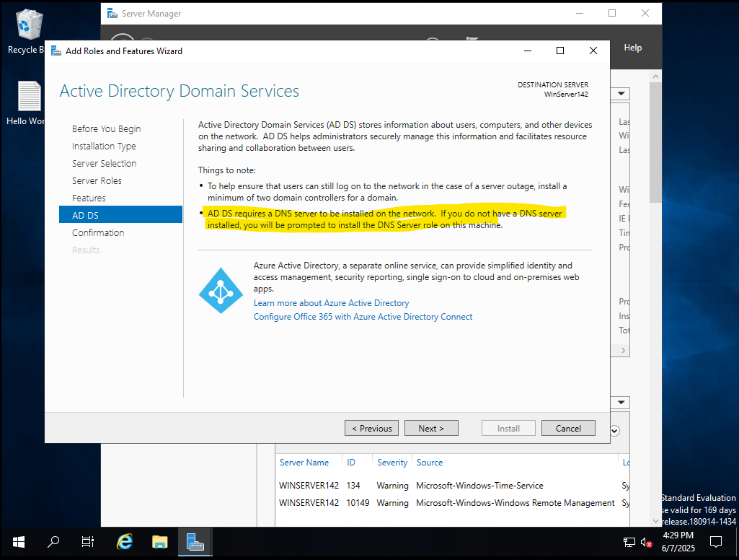 Server Manager
Recycle B
Hello Wor
Help
Add Roles and Features Wizard
Active Directory Domain Services
DESTINATION SERVER
WinServer142
Before You Begin
Installation Type
Server Selection
Server Roles
Features
AD DS
Confirmation
Results
Active Directory Domain Services (AD DS) stores information about users, computers, and other devices
on the network. AD DS helps administrators securely manage this information and facilitates resource
sharing and collaboration between users.
Things to note:
• To help ensure that users can still log on to the network in the case of a server outage, install a
minimum of two domain controllers for a domain.
• AD DS requires a DNS server to be installed on the network. If you do not have a DNS server
installed, you will be prompted to install the DNS Server role on this machine.
Azure Active Directory, a separate online service, can provide simplified identity and
access management, security reporting, single sign-on to cloud and on-premises web
apps.
Learn more about Azure Active Directory
Configure Office 365 with Azure Active Directory Connect
< Previous
Next >
Install
Cancel
Las
Wi
Las
Wi
Fee
IE I
Tin
Pro
Pro
Ins
Tot
Server Name ID Severity Source Lo
WINSERVER142 134 Warning Microsoft-Windows-Time-Service Sy
WINSERVER142 10149 Warning Microsoft-Windows-Windows Remote Management Sy
Standard Evaluation
se valid for 169 days
release.180914-1434
4:29 PM
6/7/2025